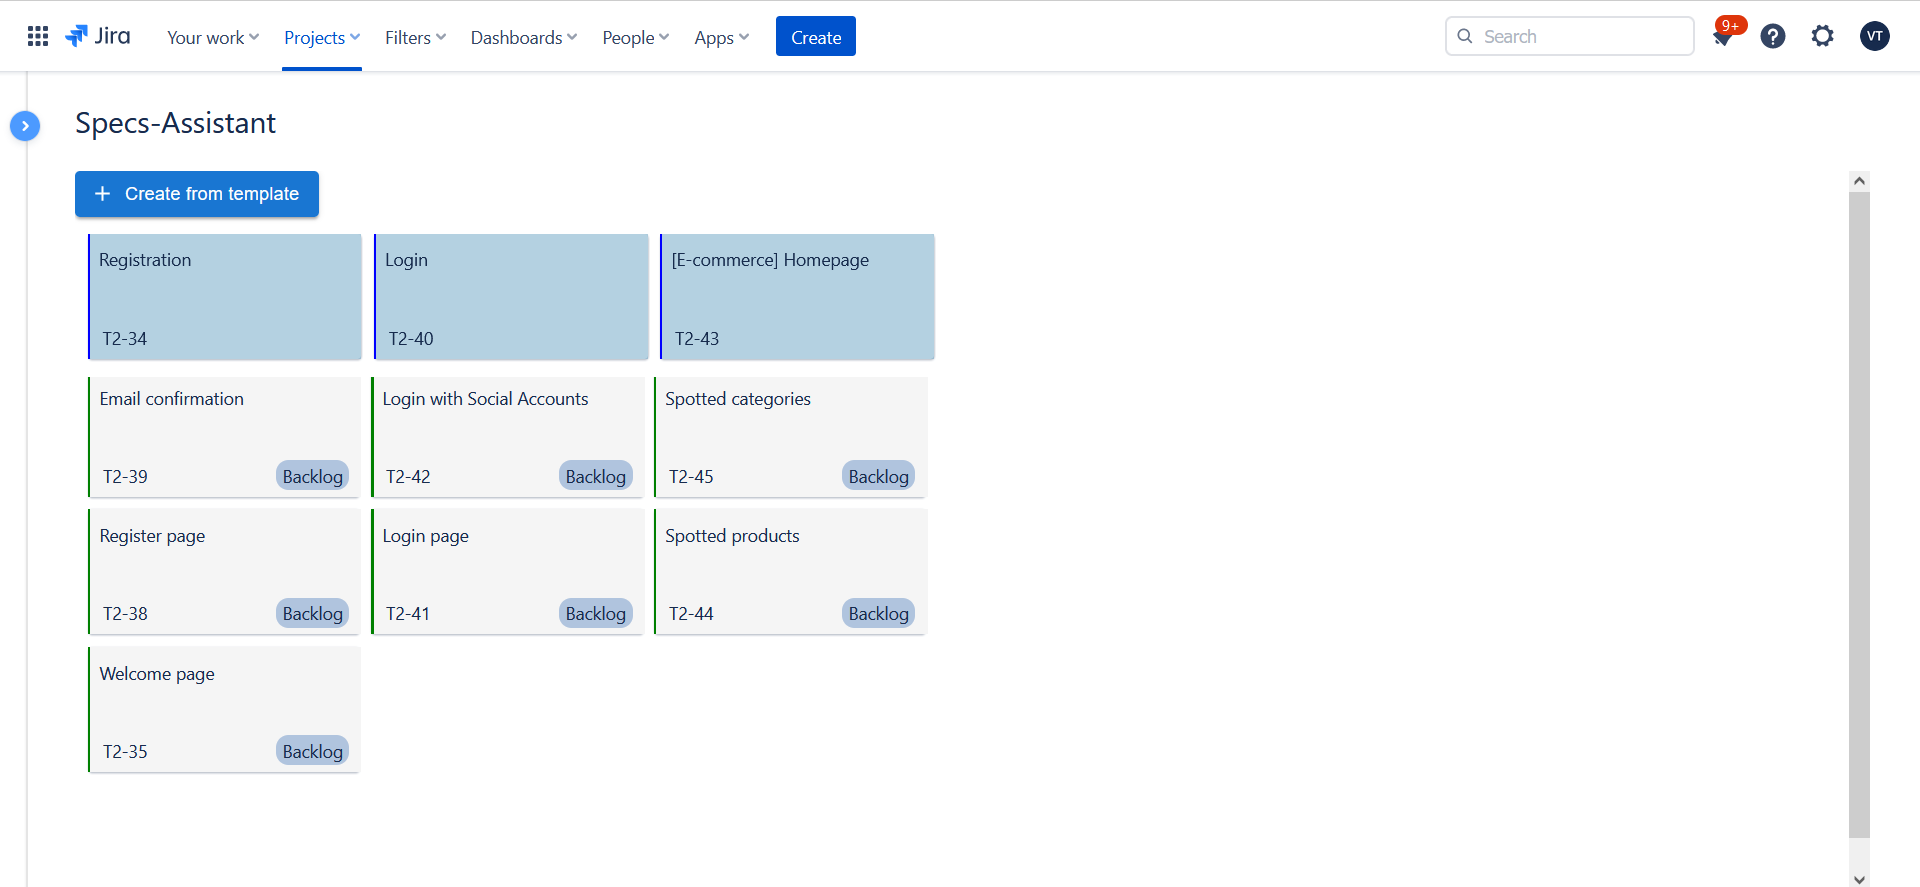 Jira
Your work
Projects
Filters
Dashboards
People
Apps
Create
Search
9+
?
VT
Specs-Assistant
+ Create from template
Registration
T2-34
Login
T2-40
[E-commerce] Homepage
T2-43
Email confirmation
T2-39 Backlog
Login with Social Accounts
T2-42 Backlog
Spotted categories
T2-45 Backlog
Register page
T2-38 Backlog
Login page
T2-41 Backlog
Spotted products
T2-44 Backlog
Welcome page
T2-35 Backlog